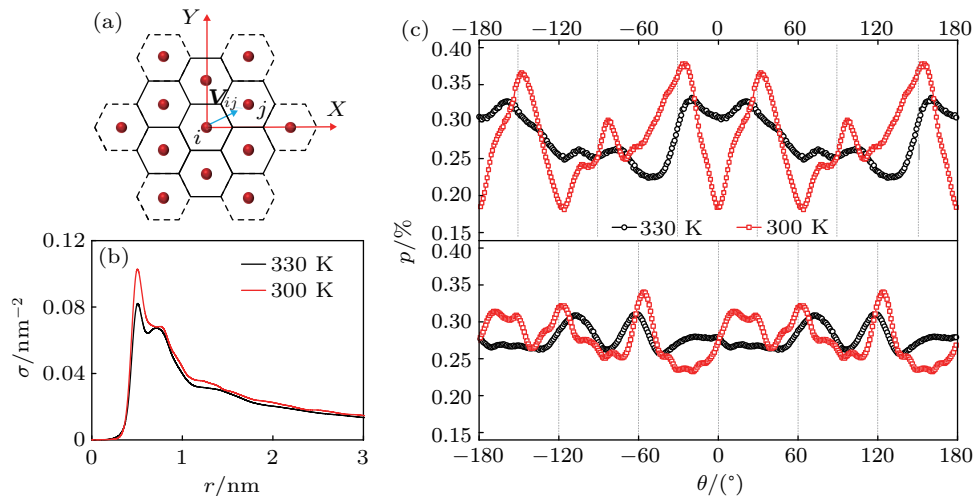 (a)
Y
X
V_{ij}
i
j
(b)
330 K
300 K
0.12
0.08
0.04
0
0
1
2
3
σ/nm⁻²
r/nm
(c)
−180
−120
−60
0
60
120
180
0.40
0.35
0.30
0.25
0.20
0.15
330 K
300 K
p/%
0.40
0.35
0.30
0.25
0.20
0.15
−180
−120
−60
0
60
120
180
θ/(°)